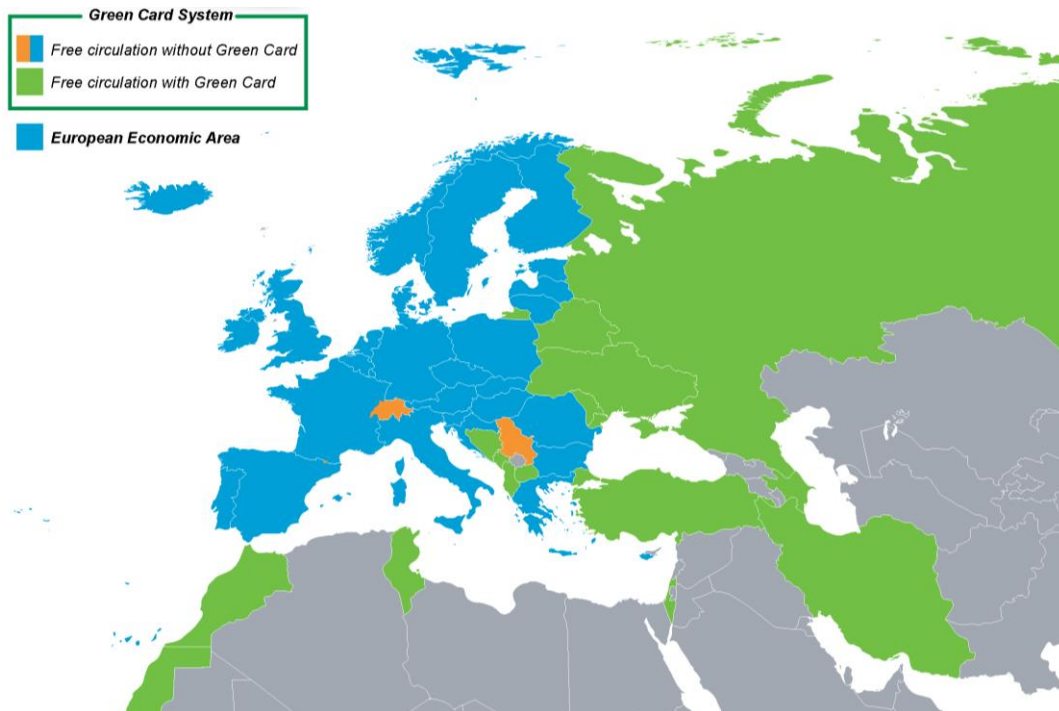 Green Card System
Free circulation without Green Card
Free circulation with Green Card
European Economic Area